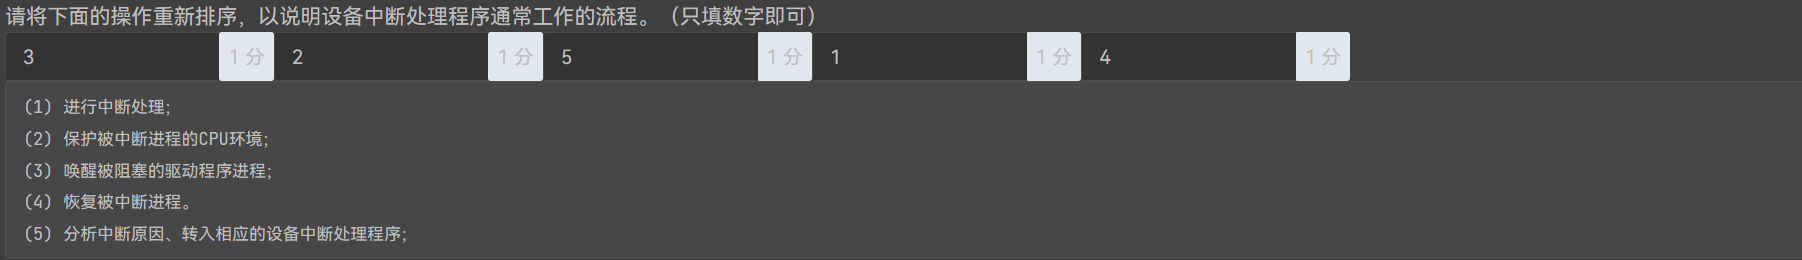 请将下面的操作重新排序，以说明设备中断处理程序通常工作的流程。（只填数字即可）
3 1 分 2 1 分 5 1 分 1 1 分 4 1 分
(1) 进行中断处理;
(2) 保护被中断进程的CPU环境;
(3) 唤醒被阻塞的驱动程序进程;
(4) 恢复被中断进程。
(5) 分析中断原因、转入相应的设备中断处理程序;